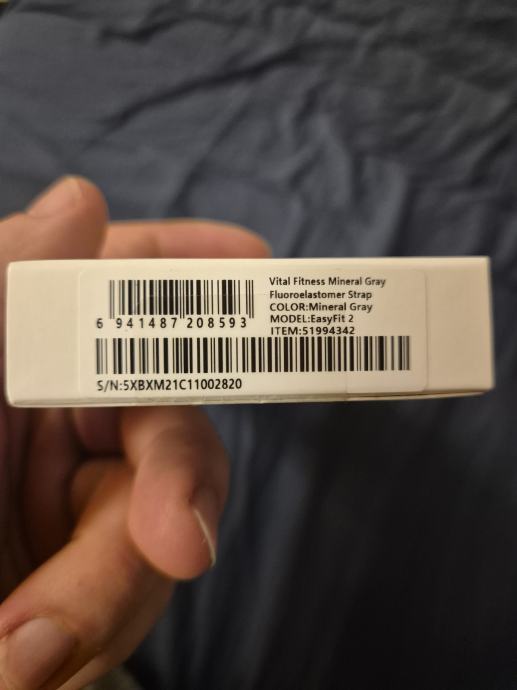 Vital Fitness Mineral Gray
Fluoroelastomer Strap
COLOR:Mineral Gray
MODEL:EasyFit 2
ITEM:51994342
6 941487 208593
S/N:5XBXM21C11002820